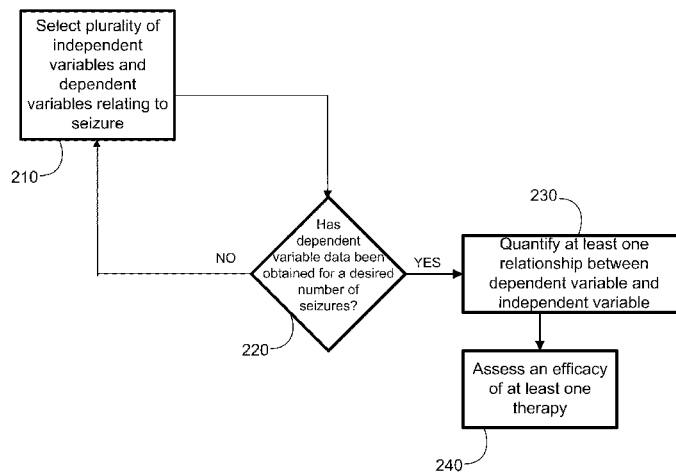 Select plurality of
independent
variables and
dependent
variables relating to
seizure
210
Has
dependent
variable data been
obtained for a desired
number of
seizures?
NO
YES
220
230
Quantify at least one
relationship between
dependent variable and
independent variable
Assess an efficacy
of at least one
therapy
240